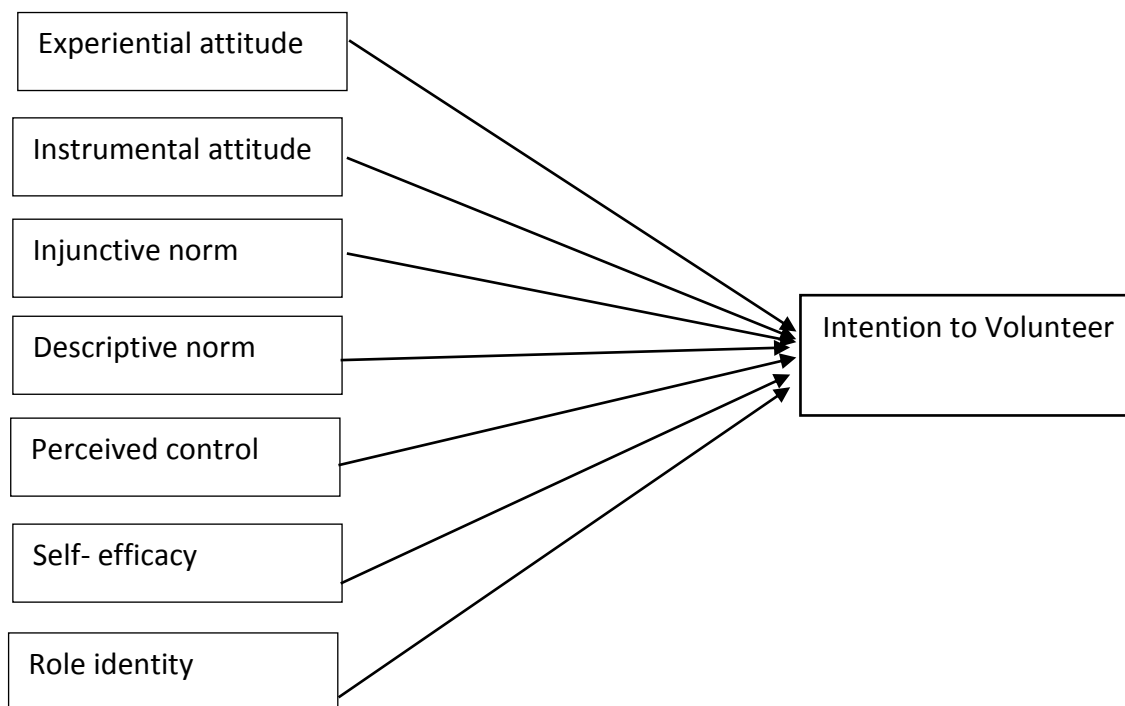 Experiential attitude
Instrumental attitude
Injunctive norm
Descriptive norm
Perceived control
Self- efficacy
Role identity
Intention to Volunteer